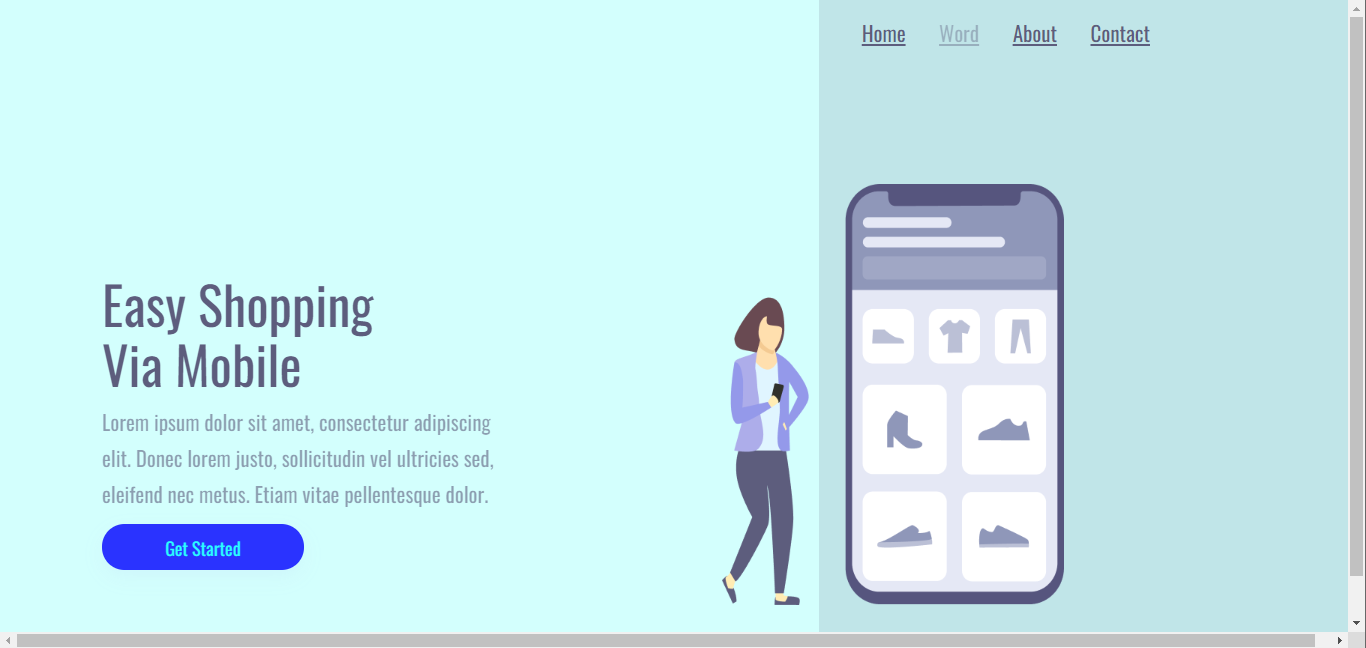 Home Word About Contact
Easy Shopping
Via Mobile
Lorem ipsum dolor sit amet, consectetur adipiscing
elit. Donec lorem justo, sollicitudin vel ultricies sed,
eleifend nec metus. Etiam vitae pellentesque dolor.
Get Started